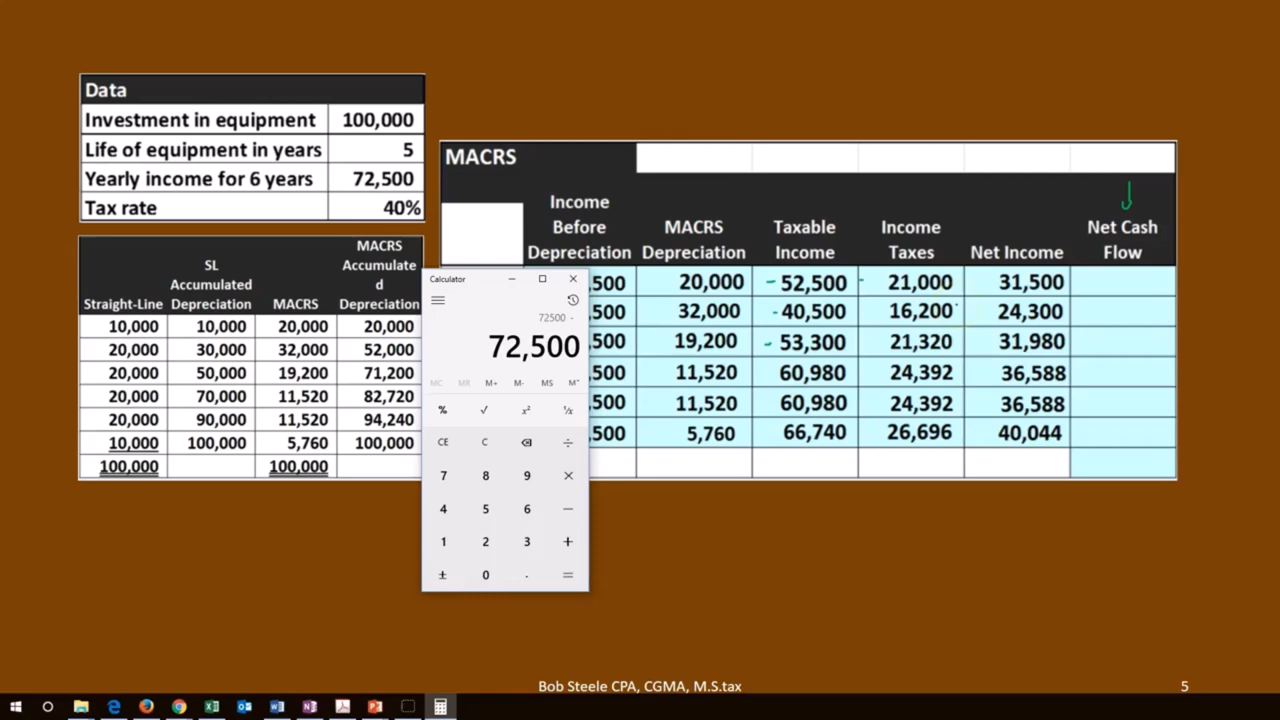 Data
Investment in equipment 100,000
Life of equipment in years 5
Yearly income for 6 years 72,500
Tax rate 40%
Straight-Line SL Accumulated Depreciation MACRS MACRS Accumulate d Depreciation
10,000 10,000 20,000 20,000
20,000 30,000 32,000 52,000
20,000 50,000 19,200 71,200
20,000 70,000 11,520 82,720
20,000 90,000 11,520 94,240
10,000 100,000 5,760 100,000
100,000 100,000
MACRS
Income Before Depreciation MACRS Depreciation Taxable Income Income Taxes Net Income Net Cash Flow
,500 20,000 52,500 21,000 31,500
,500 32,000 40,500 16,200 24,300
,500 19,200 53,300 21,320 31,980
,500 11,520 60,980 24,392 36,588
,500 11,520 60,980 24,392 36,588
,500 5,760 66,740 26,696 40,044
Calculator
72500 -
72,500
MC MR M+ M- MS M˅
% √ x² ¹/x
CE C ÷
7 8 9 ×
4 5 6 −
1 2 3 +
± 0 . =
Bob Steele CPA, CGMA, M.S.tax
5